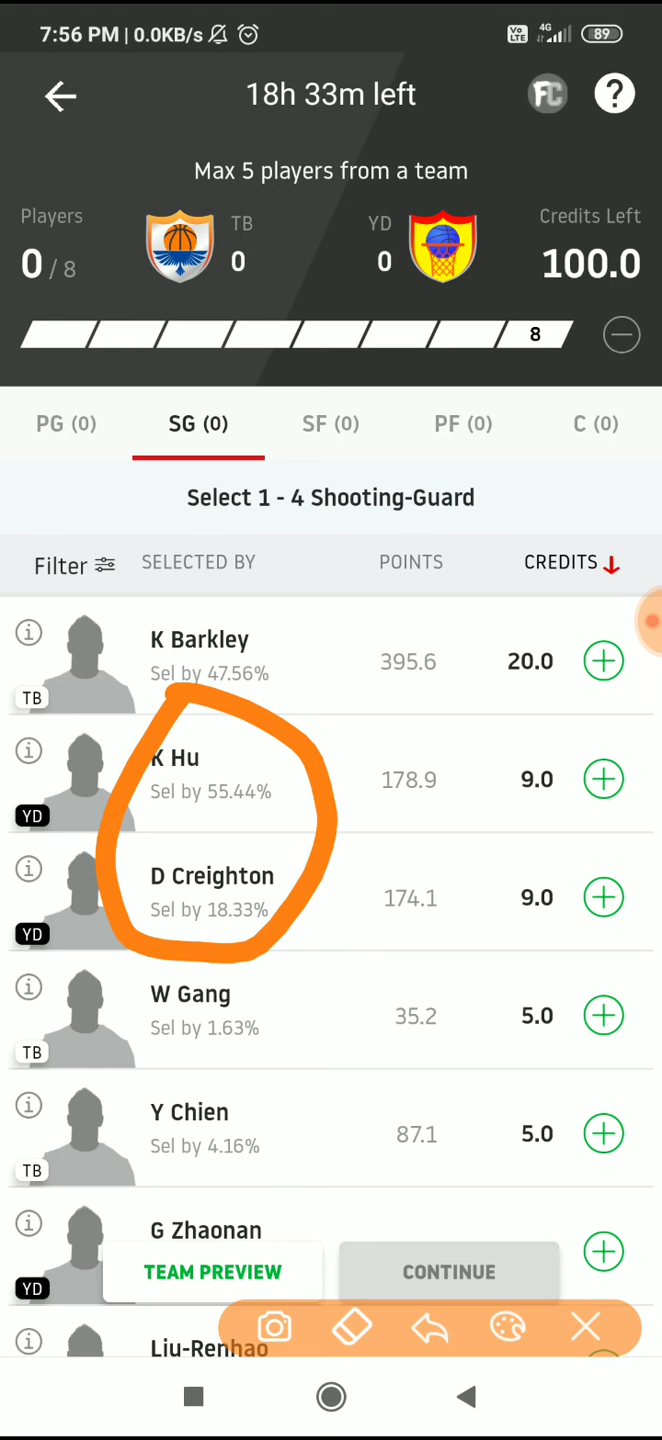 7:56 PM | 0.0KB/s Vo LTE 4G 89
18h 33m left FC ?
Max 5 players from a team
Players TB YD Credits Left
0 / 8 0 0 100.0
8
PG (0) SG (0) SF (0) PF (0) C (0)
Select 1 - 4 Shooting-Guard
Filter SELECTED BY POINTS CREDITS
K Barkley
Sel by 47.56% 395.6 20.0
TB
K Hu
Sel by 55.44% 178.9 9.0
YD
D Creighton
Sel by 18.33% 174.1 9.0
YD
W Gang
Sel by 1.63% 35.2 5.0
TB
Y Chien
Sel by 4.16% 87.1 5.0
TB
G Zhaonan
YD TEAM PREVIEW CONTINUE
Liu-Renhao